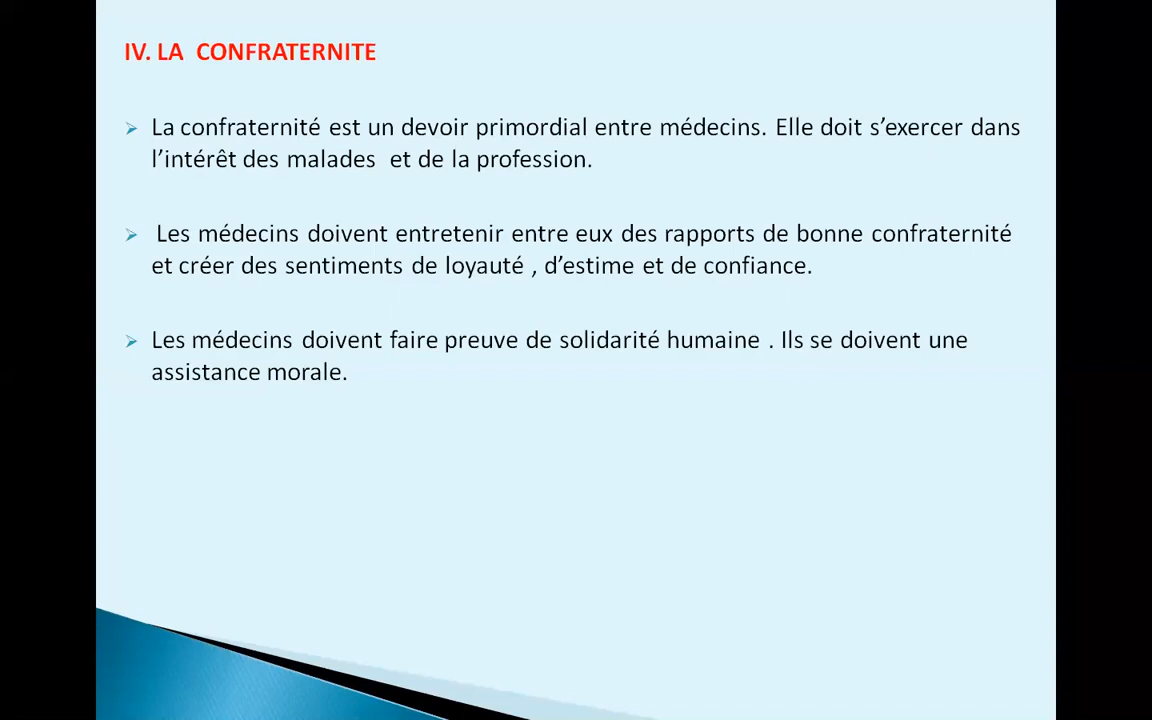 IV. LA  CONFRATERNITE
La confraternité est un devoir primordial entre médecins. Elle doit s’exercer dans
l’intérêt des malades  et de la profession.
Les médecins doivent entretenir entre eux des rapports de bonne confraternité
et créer des sentiments de loyauté , d’estime et de confiance.
Les médecins doivent faire preuve de solidarité humaine . Ils se doivent une
assistance morale.